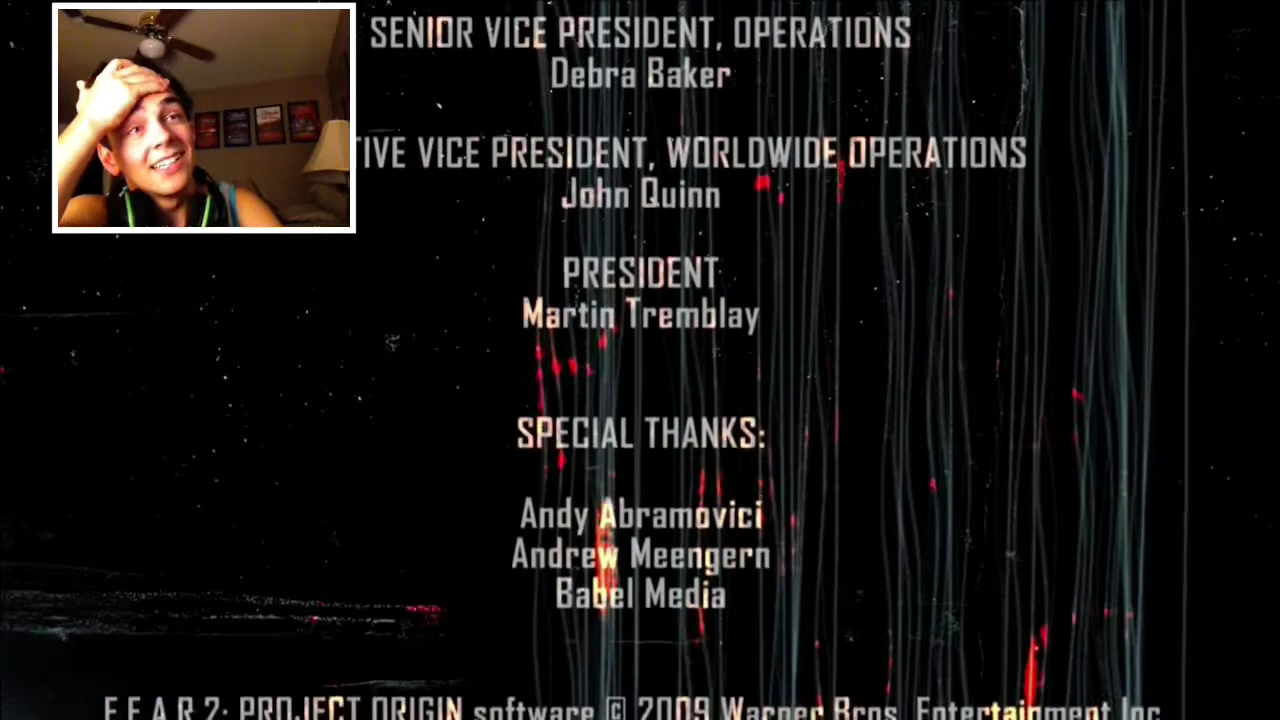 SENIOR VICE PRESIDENT, OPERATIONS
Debra Baker
VICE PRESIDENT, WORLDWIDE OPERATIONS
John Quinn
PRESIDENT
Martin Tremblay
SPECIAL THANKS:
Andy Abramovici
Andrew Meengern
Babel Media
F.E.A.R 2: PROJECT ORIGIN software © 2009 Warner Bros. Entertainment Inc